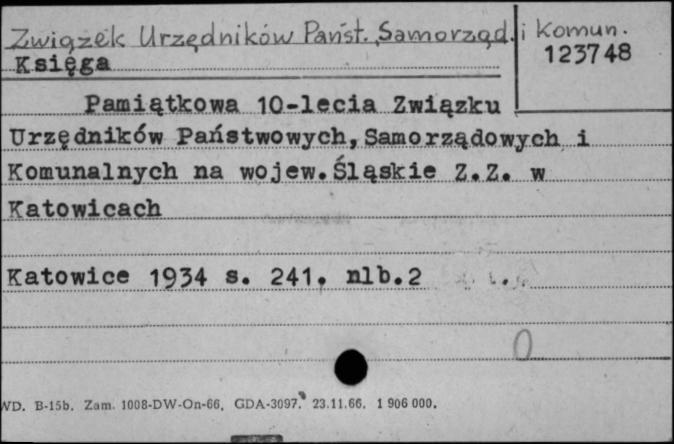 Związek Urzędników Państ. Samorząd. i Komun.
123748
Księga
Pamiątkowa 10-lecia Związku
Urzędników Państwowych, Samorządowych i
Komunalnych na wojew. Śląskie Z.Z. w
Katowicach
Katowice 1934 s. 241, nlb.2
0
WD. B-15b. Zam. 1008-DW-On-66. GDA-3097. 23.11.66. 1 906 000.